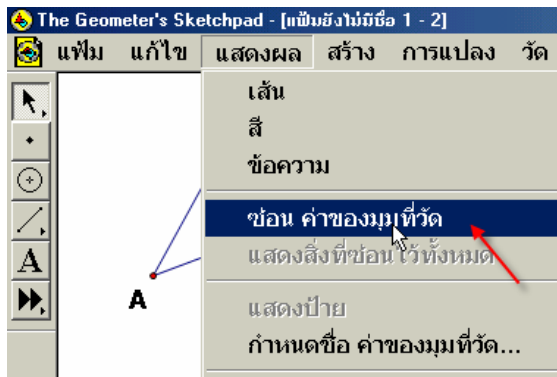 The Geometer's Sketchpad - [แฟ้มยังไม่มีชื่อ 1 - 2]
แฟ้ม แก้ไข แสดงผล สร้าง การแปลง วัด
เส้น
สี
ข้อความ
ซ่อน ค่าของมุมที่วัด
แสดงสิ่งที่ซ่อนไว้ทั้งหมด
A
A
แสดงป้าย
กำหนดชื่อ ค่าของมุมที่วัด...